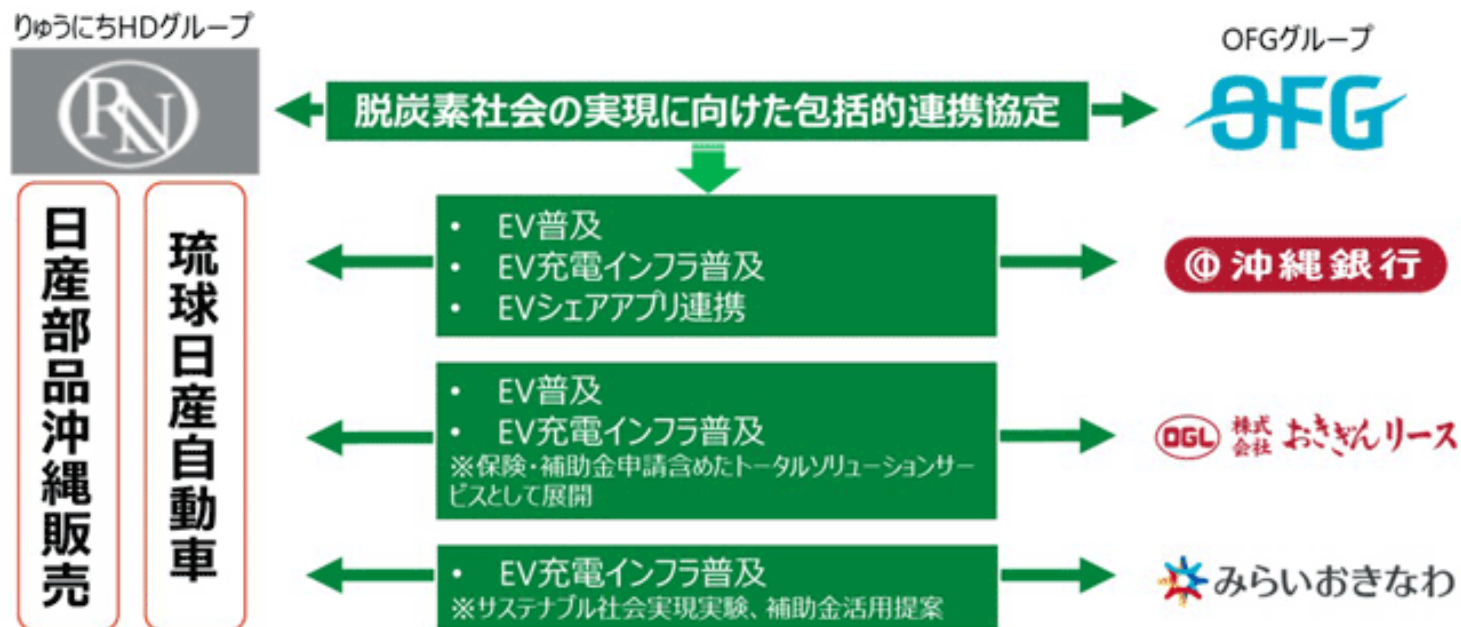 りゅうにちHDグループ
RN
OFGグループ
OFG
脱炭素社会の実現に向けた包括的連携協定
日産部品沖縄販売
琉球日産自動車
• EV普及
• EV充電インフラ普及
• EVシェアアプリ連携
沖縄銀行
• EV普及
• EV充電インフラ普及
※保険・補助金申請含めたトータルソリューションサー
ビスとして展開
OGL 株式会社 おきぎんリース
• EV充電インフラ普及
※サステナブル社会実現実験、補助金活用提案
みらいおきなわ